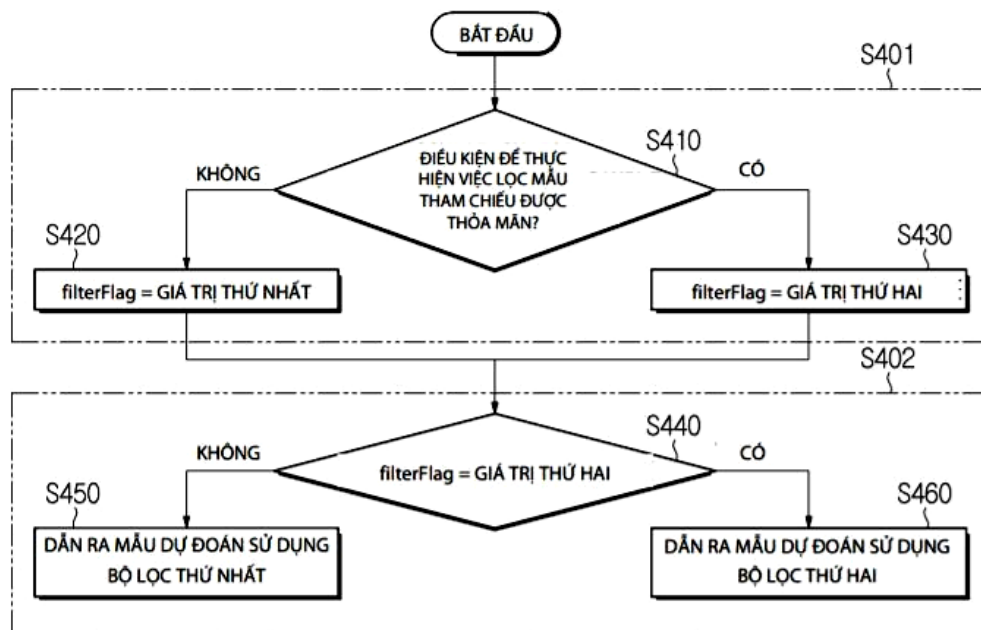 BẮT ĐẦU
S401
S410
ĐIỀU KIỆN ĐỂ THỰC
HIỆN VIỆC LỌC MẪU
THAM CHIẾU ĐƯỢC
THỎA MÃN?
KHÔNG
CÓ
S420
S430
filterFlag = GIÁ TRỊ THỨ NHẤT
filterFlag = GIÁ TRỊ THỨ HAI
S402
S440
KHÔNG
CÓ
filterFlag = GIÁ TRỊ THỨ HAI
S450
S460
DẪN RA MẪU DỰ ĐOÁN SỬ DỤNG
BỘ LỌC THỨ NHẤT
DẪN RA MẪU DỰ ĐOÁN SỬ DỤNG
BỘ LỌC THỨ HAI